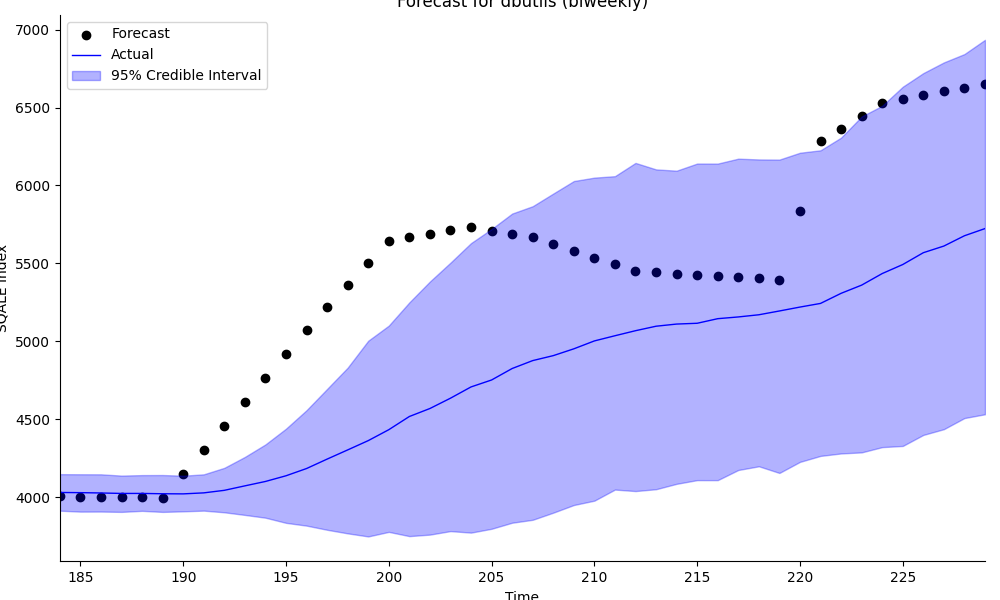 Forecast for dbutils (biweekly)
7000
6500
6000
5500
5000
4500
4000
SQALE Index
Forecast
Actual
95% Credible Interval
185
190
195
200
205
210
215
220
225
Time